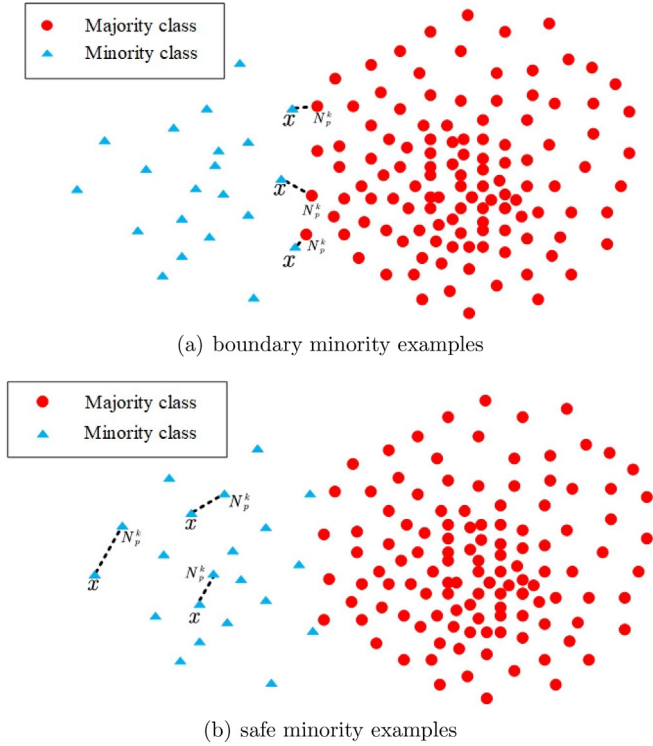 Majority class
Minority class
x N_p^k
x
N_p^k
N_p^k
x
(a) boundary minority examples
Majority class
Minority class
N_p^k
x
N_p^k
N_p^k
x
x
(b) safe minority examples